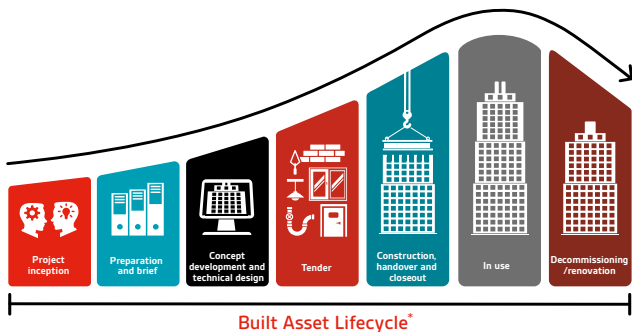 Project
inception
Preparation
and brief
Concept
development and
technical design
Tender
Construction,
handover and
closeout
In use
Decommissioning
/renovation
Built Asset Lifecycle*